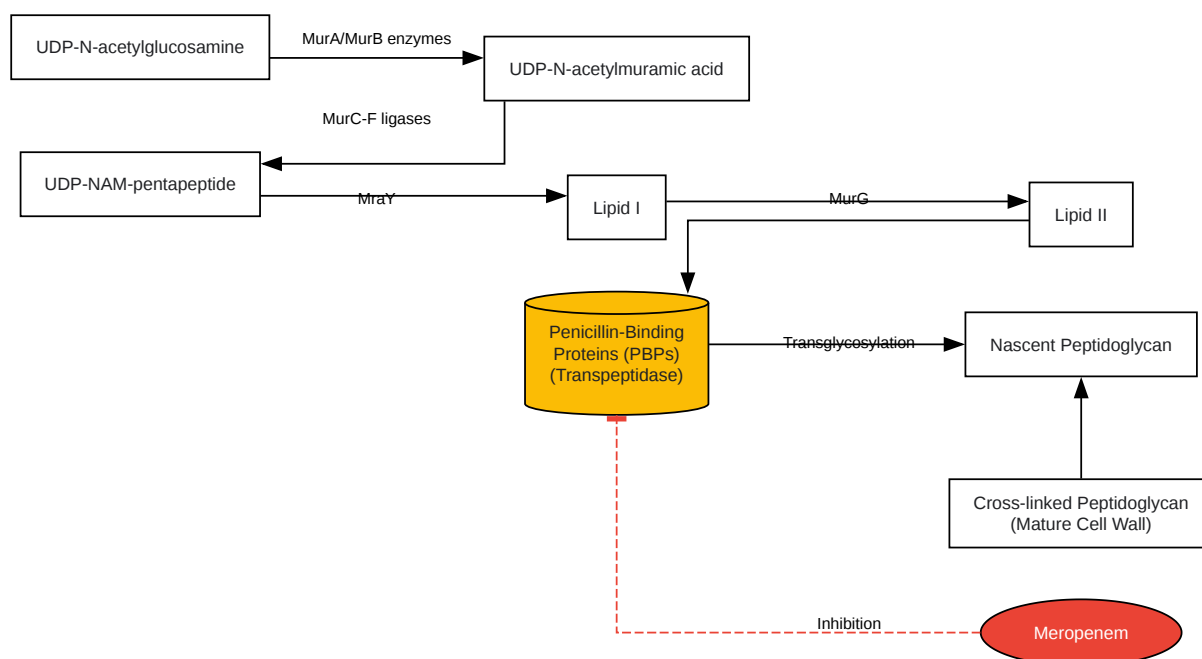 UDP-N-acetylglucosamine
MurA/MurB enzymes
UDP-N-acetylmuramic acid
MurC-F ligases
UDP-NAM-pentapeptide
MraY
Lipid I
MurG
Lipid II
Penicillin-Binding
Proteins (PBPs)
(Transpeptidase)
Transglycosylation
Nascent Peptidoglycan
Cross-linked Peptidoglycan
(Mature Cell Wall)
Inhibition
Meropenem